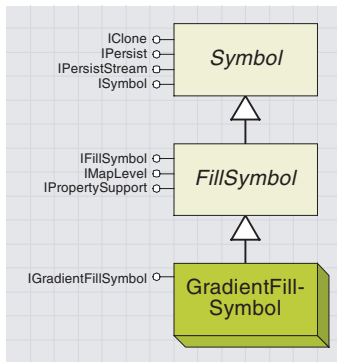 IClone
IPersist
IPersistStream
ISymbol
Symbol
IFillSymbol
IMapLevel
IPropertySupport
FillSymbol
IGradientFillSymbol
GradientFill-
Symbol